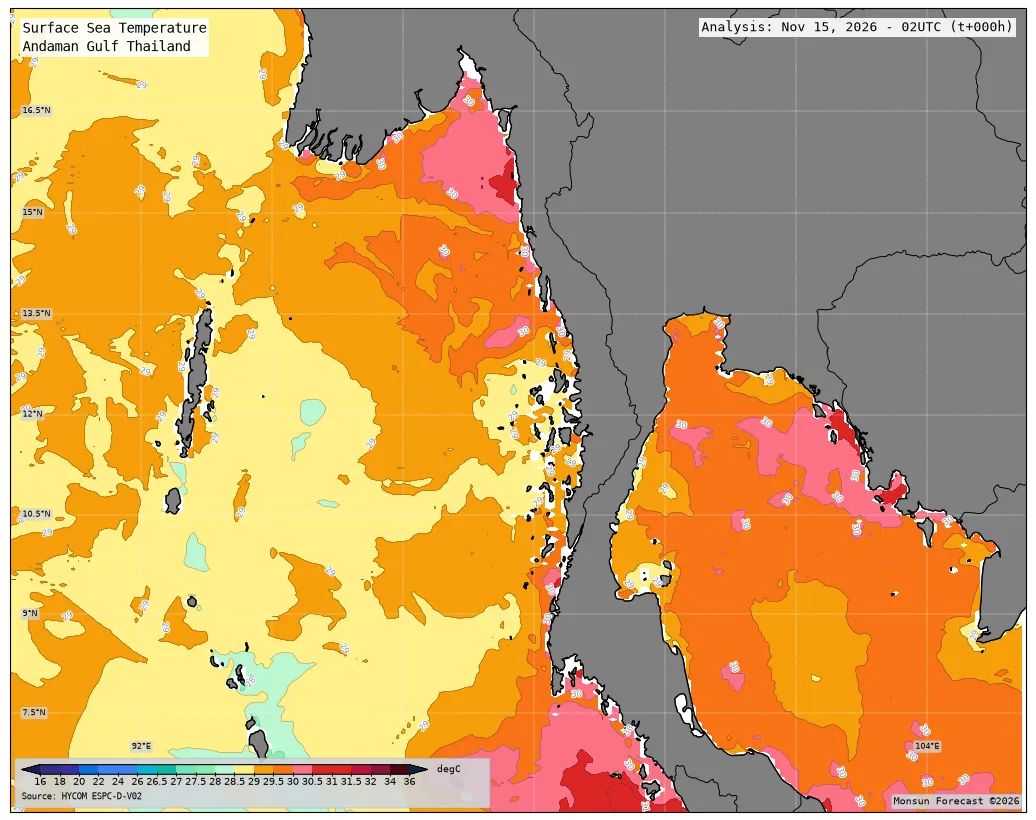 Surface Sea Temperature
Andaman Gulf Thailand
Analysis: Nov 15, 2026 - 02UTC (t+000h)
16.5°N
15°N
13.5°N
12°N
10.5°N
9°N
7.5°N
92°E
104°E
degC
16 18 20 22 24 26 26.5 27 27.5 28 28.5 29 29.5 30 30.5 31 31.5 32 34 36
Source: HYCOM ESPC-D-V02
Monsun Forecast ©2026